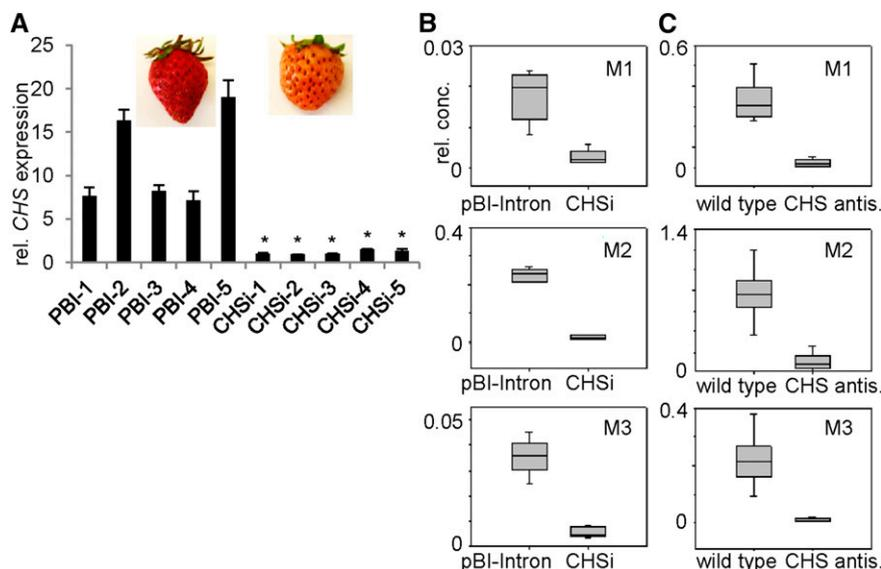 A
rel. CHS expression
25
20
15
10
5
0
*
*
*
*
*
PBI-1
PBI-2
PBI-3
PBI-4
PBI-5
CHSi-1
CHSi-2
CHSi-3
CHSi-4
CHSi-5
B
rel. conc.
0.03
0
M1
pBI-Intron CHSi
0.4
0
M2
pBI-Intron CHSi
0.05
0
M3
pBI-Intron CHSi
C
0.6
0
M1
wild type CHS antis.
1.4
0
M2
wild type CHS antis.
0.4
0
M3
wild type CHS antis.